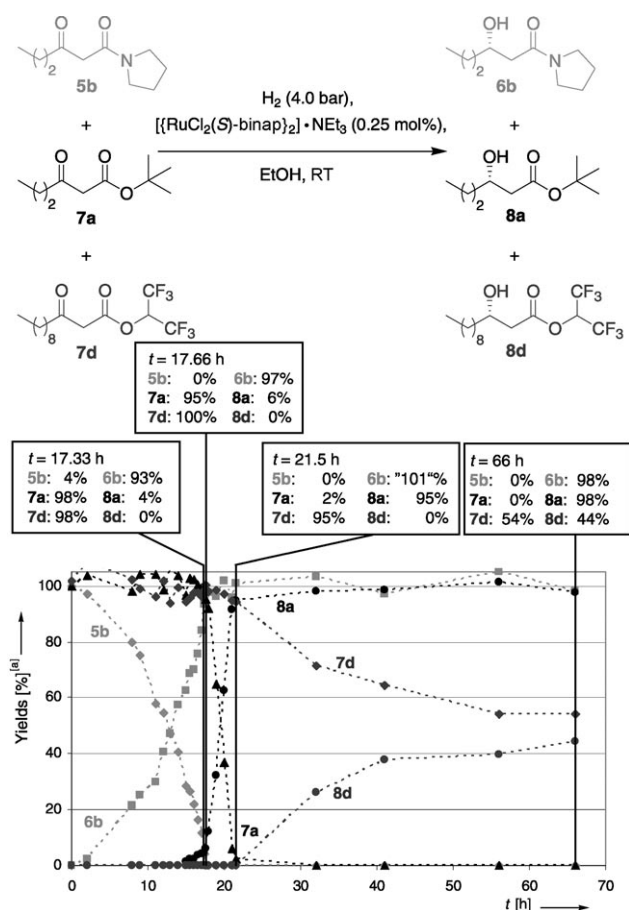 O O
( )2 N
5b
OH O
( )2 N
6b
+
+
H2 (4.0 bar),
[{RuCl2(S)-binap}2]•NEt3 (0.25 mol%),
EtOH, RT
O O
( )2 O
7a
OH O
( )2 O
8a
+
+
O O CF3
( )8 O CF3
7d
OH O CF3
( )8 O CF3
8d
t = 17.66 h
5b: 0% 6b: 97%
7a: 95% 8a: 6%
7d: 100% 8d: 0%
t = 17.33 h
5b: 4% 6b: 93%
7a: 98% 8a: 4%
7d: 98% 8d: 0%
t = 21.5 h
5b: 0% 6b: "101"%
7a: 2% 8a: 95%
7d: 95% 8d: 0%
t = 66 h
5b: 0% 6b: 98%
7a: 0% 8a: 98%
7d: 54% 8d: 44%
Yields [%][a]
100
80
60
40
20
0
5b
6b
8a
7d
8d
7a
0 10 20 30 40 50 60 70
t [h]